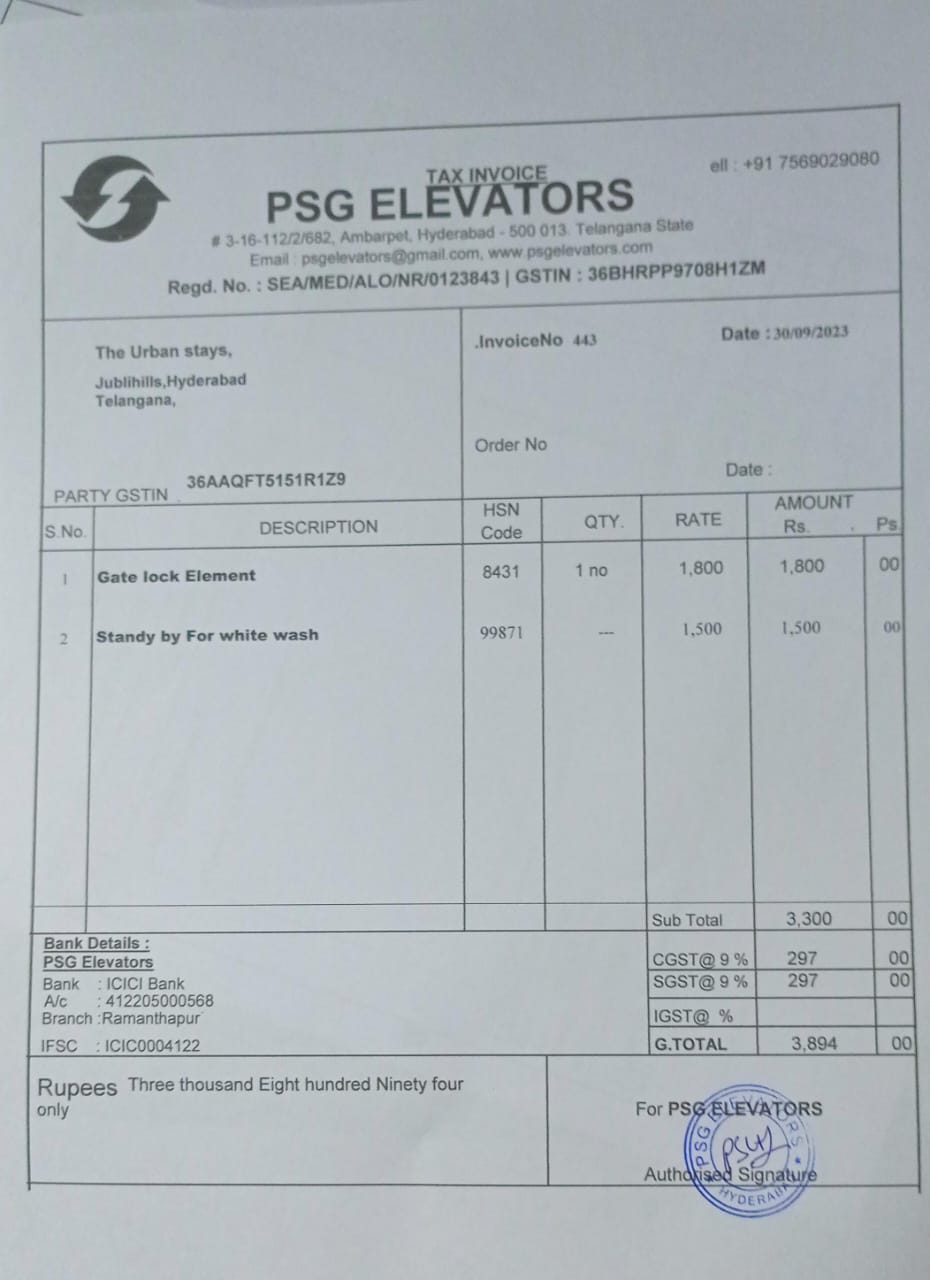 TAX INVOICE
ell : +91 7569029080
PSG ELEVATORS
# 3-16-112/2/682, Ambarpet, Hyderabad - 500 013. Telangana State
Email : psgelevators@gmail.com, www.psgelevators.com
Regd. No. : SEA/MED/ALO/NR/0123843 | GSTIN : 36BHRPP9708H1ZM
The Urban stays,
Jublihills,Hyderabad
Telangana,
PARTY GSTIN 36AAQFT5151R1Z9
.InvoiceNo 443 Date : 30/09/2023
Order No
Date :
S.No. DESCRIPTION HSN Code QTY. RATE AMOUNT Rs. Ps.
1 Gate lock Element 8431 1 no 1,800 1,800 00
2 Standy by For white wash 99871 --- 1,500 1,500 00
Sub Total 3,300 00
Bank Details :
PSG Elevators
Bank : ICICI Bank
A/c : 412205000568
Branch :Ramanthapur
IFSC : ICIC0004122
CGST@ 9 % 297 00
SGST@ 9 % 297 00
IGST@ %
G.TOTAL 3,894 00
Rupees Three thousand Eight hundred Ninety four
only
For PSG ELEVATORS
Authorised Signature
PSG ELEVATORS
HYDERABAD